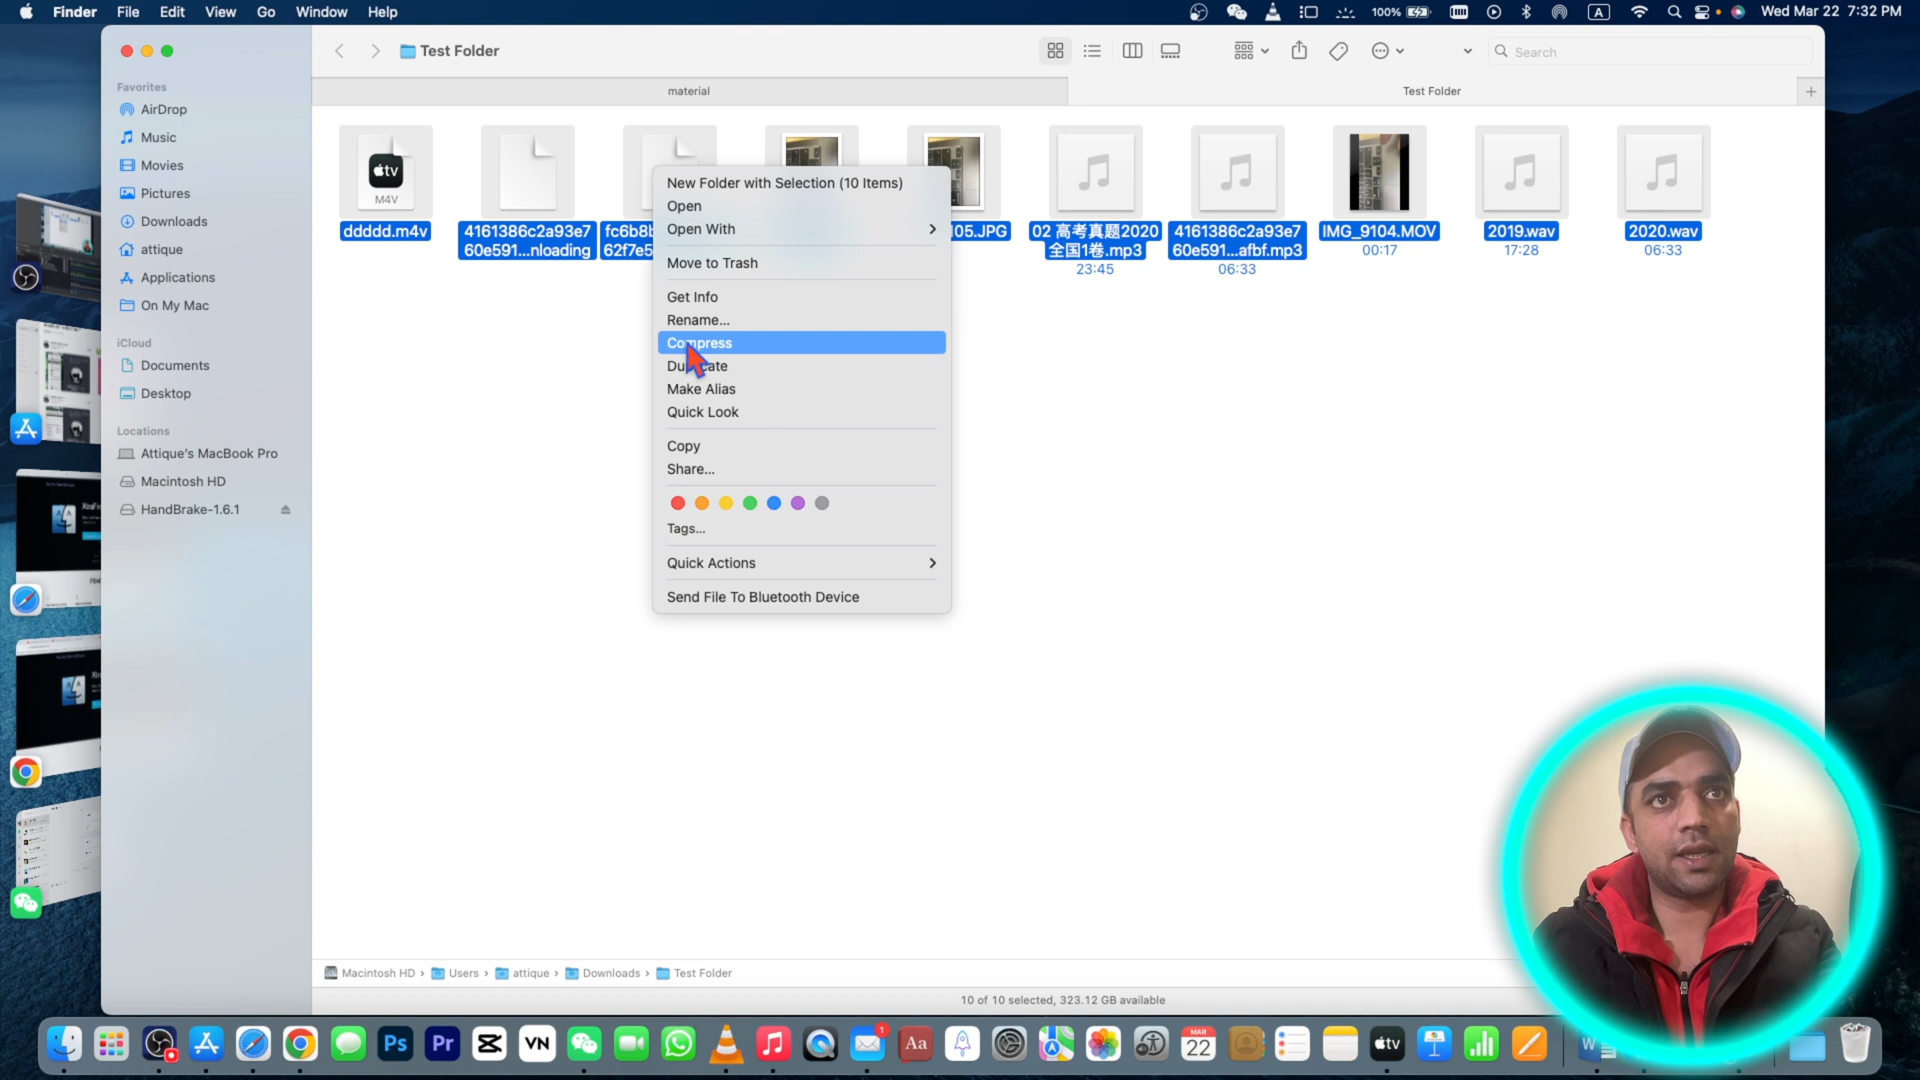 Finder File Edit View Go Window Help
100%
A
Wed Mar 22 7:32 PM
Test Folder
Search
material
Test Folder
Favorites
AirDrop
Music
Movies
Pictures
Downloads
attique
Applications
On My Mac
iCloud
Documents
Desktop
Locations
Attique's MacBook Pro
Macintosh HD
HandBrake-1.6.1
tv
M4V
ddddd.m4v
4161386c2a93e7
60e591...nloading
fc6b8b
62f7e5
05.JPG
02 高考真题2020
全国1卷.mp3
23:45
4161386c2a93e7
60e591...afbf.mp3
06:33
IMG_9104.MOV
00:17
2019.wav
17:28
2020.wav
06:33
New Folder with Selection (10 Items)
Open
Open With
Move to Trash
Get Info
Rename...
Compress
Duplicate
Make Alias
Quick Look
Copy
Share...
Tags...
Quick Actions
Send File To Bluetooth Device
Macintosh HD › Users › attique › Downloads › Test Folder
10 of 10 selected, 323.12 GB available
Ps
Pr
VN
1
Aa
MAR
22
tv
W